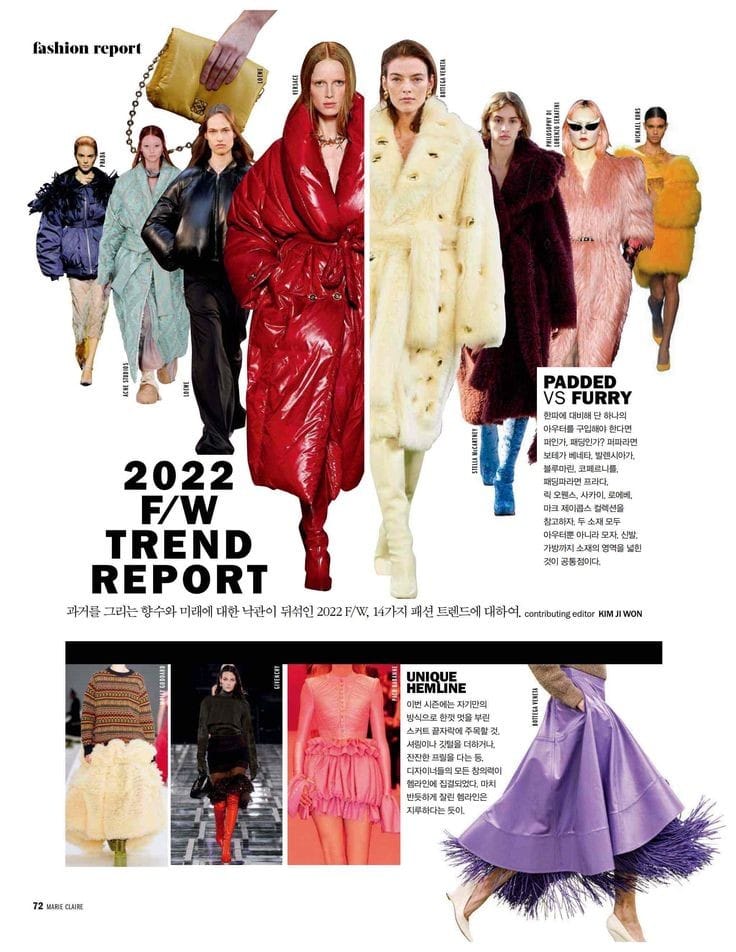 fashion report
PRADA
ACNE STUDIOS
LOEWE
LOEWE
VERSACE
BOTTEGA VENETA
STELLA McCARTNEY
PHILOSOPHY DI
LORENZO SERAFINI
MICHAEL KORS
2022
F/W
TREND
REPORT
PADDED
VS FURRY
한파에 대비해 단 하나의
아우터를 구입해야 한다면
퍼인가, 패딩인가? 퍼파라면
보테가 베네타, 발렌시아가,
블루마린, 코페르니를,
패딩파라면 프라다,
릭 오웬스, 사카이, 로에베,
마크 제이콥스 컬렉션을
참고하자. 두 소재 모두
아우터뿐 아니라 모자, 신발,
가방까지 소재의 영역을 넓힌
것이 공통점이다.
과거를 그리는 향수와 미래에 대한 낙관이 뒤섞인 2022 F/W, 14가지 패션 트렌드에 대하여. contributing editor KIM JI WON
MOLLY GODDARD
GIVENCHY
PACO RABANNE
UNIQUE
HEMLINE
이번 시즌에는 자기만의
방식으로 한껏 멋을 부린
스커트 끝자락에 주목할 것.
셔링이나 깃털을 더하거나,
잔잔한 프릴을 다는 등,
디자이너들의 모든 창의력이
헴라인에 집결되었다. 마치
반듯하게 잘린 헴라인은
지루하다는 듯이.
BOTTEGA VENETA
72 MARIE CLAIRE